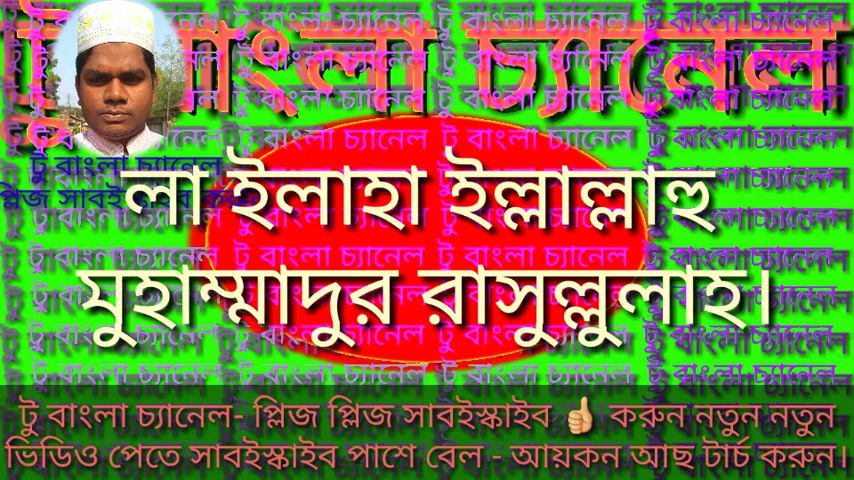 টু বাংলা চ্যানেল
টু বাংলা চ্যানেল
লা ইলাহা ইল্লাল্লাহু
মুহাম্মাদুর রাসুল্লুলাহ।
টু বাংলা চ্যানেল- প্লিজ প্লিজ সাবইস্কাইব 👍 করুন নতুন নতুন
ভিডিও পেতে সাবইস্কাইব পাশে বেল - আয়কন আছ টার্চ করুন।